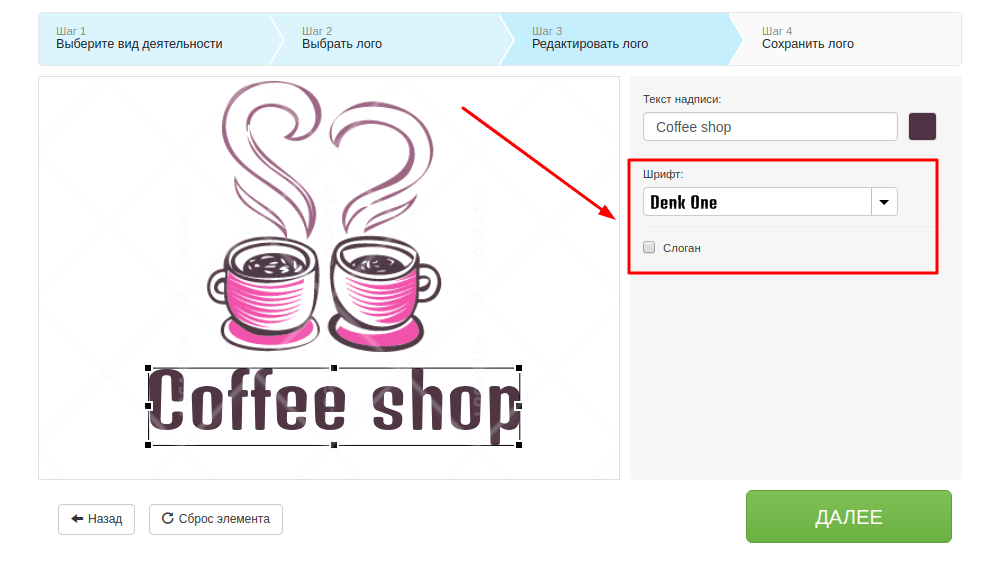 Шаг 1
Выберите вид деятельности
Шаг 2
Выбрать лого
Шаг 3
Редактировать лого
Шаг 4
Сохранить лого
Текст надписи:
Coffee shop
Шрифт:
Denk One
Слоган
Coffee shop
Назад
Сброс элемента
ДАЛЕЕ